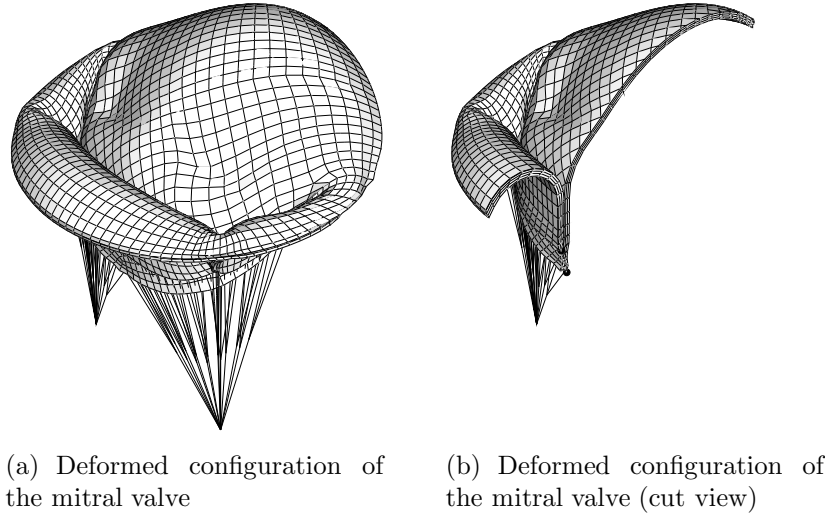 (a) Deformed configuration of
the mitral valve
(b) Deformed configuration of
the mitral valve (cut view)